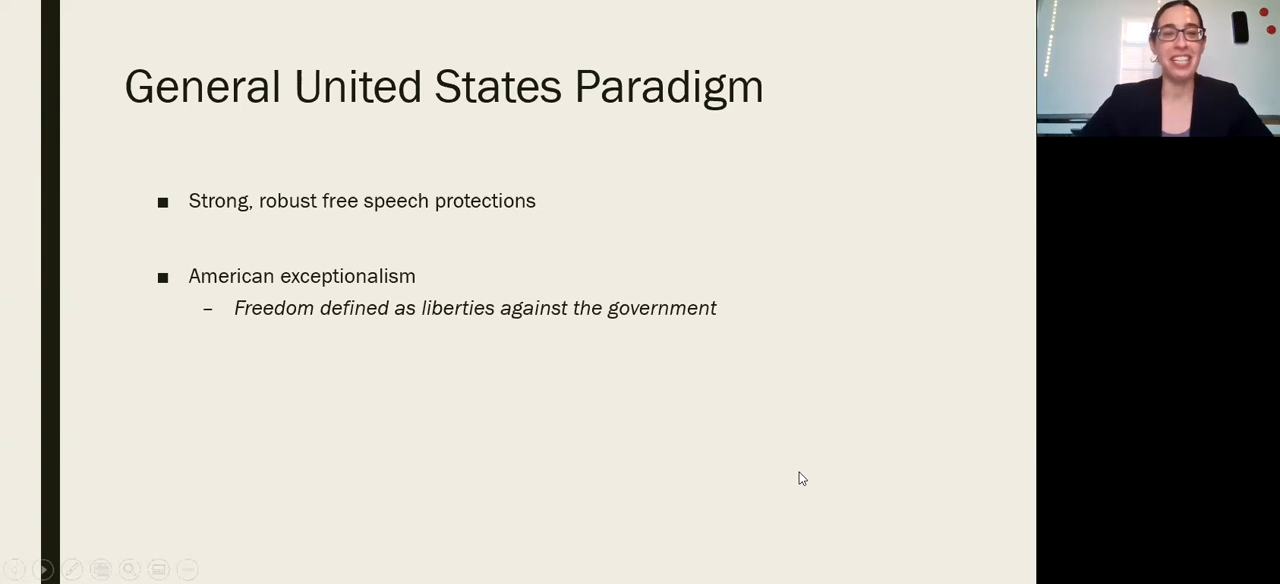 General United States Paradigm
■ Strong, robust free speech protections
■ American exceptionalism
– Freedom defined as liberties against the government